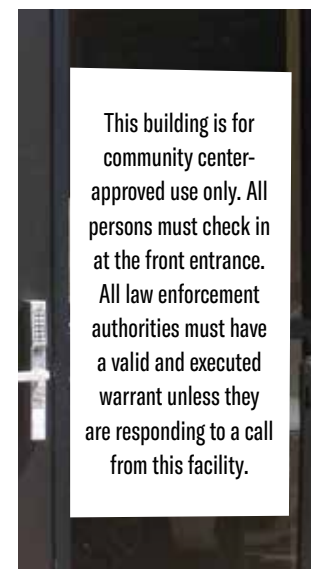 This building is for
community center-
approved use only. All
persons must check in
at the front entrance.
All law enforcement
authorities must have
a valid and executed
warrant unless they
are responding to a call
from this facility.